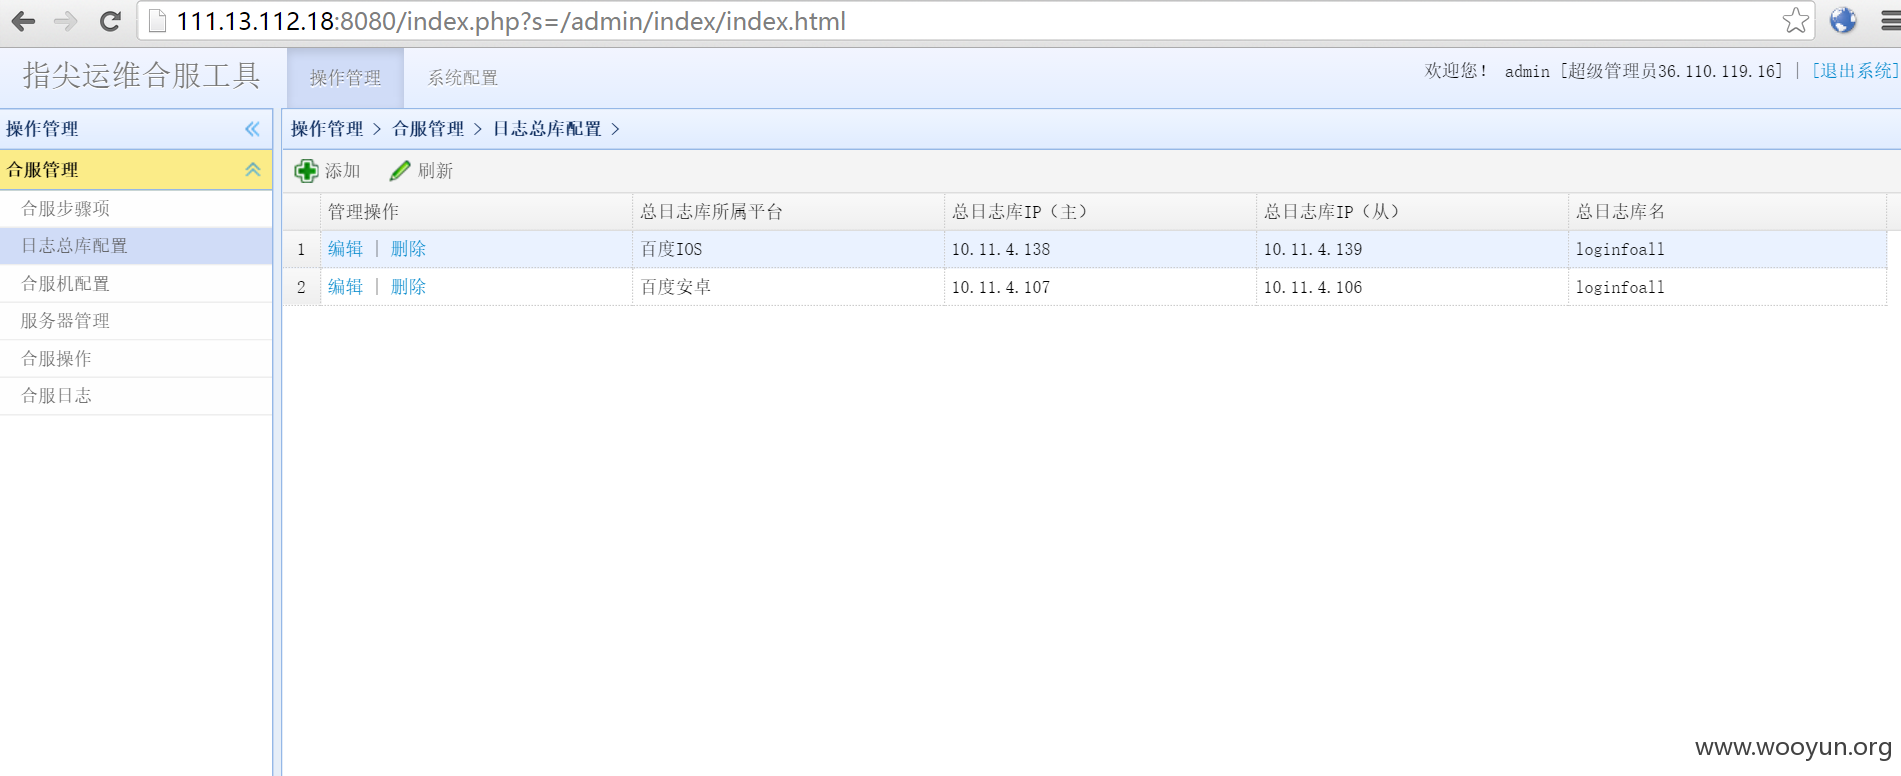 111.13.112.18:8080/index.php?s=/admin/index/index.html
指尖运维合服工具 操作管理 系统配置 欢迎您! admin [超级管理员36.110.119.16] | [退出系统]
操作管理 操作管理 > 合服管理 > 日志总库配置 >
合服管理 添加 刷新
合服步骤项 管理操作 总日志库所属平台 总日志库IP（主） 总日志库IP（从） 总日志库名
日志总库配置 1 编辑 | 删除 百度IOS 10.11.4.138 10.11.4.139 loginfoall
合服机配置 2 编辑 | 删除 百度安卓 10.11.4.107 10.11.4.106 loginfoall
服务器管理
合服操作
合服日志
www.wooyun.org